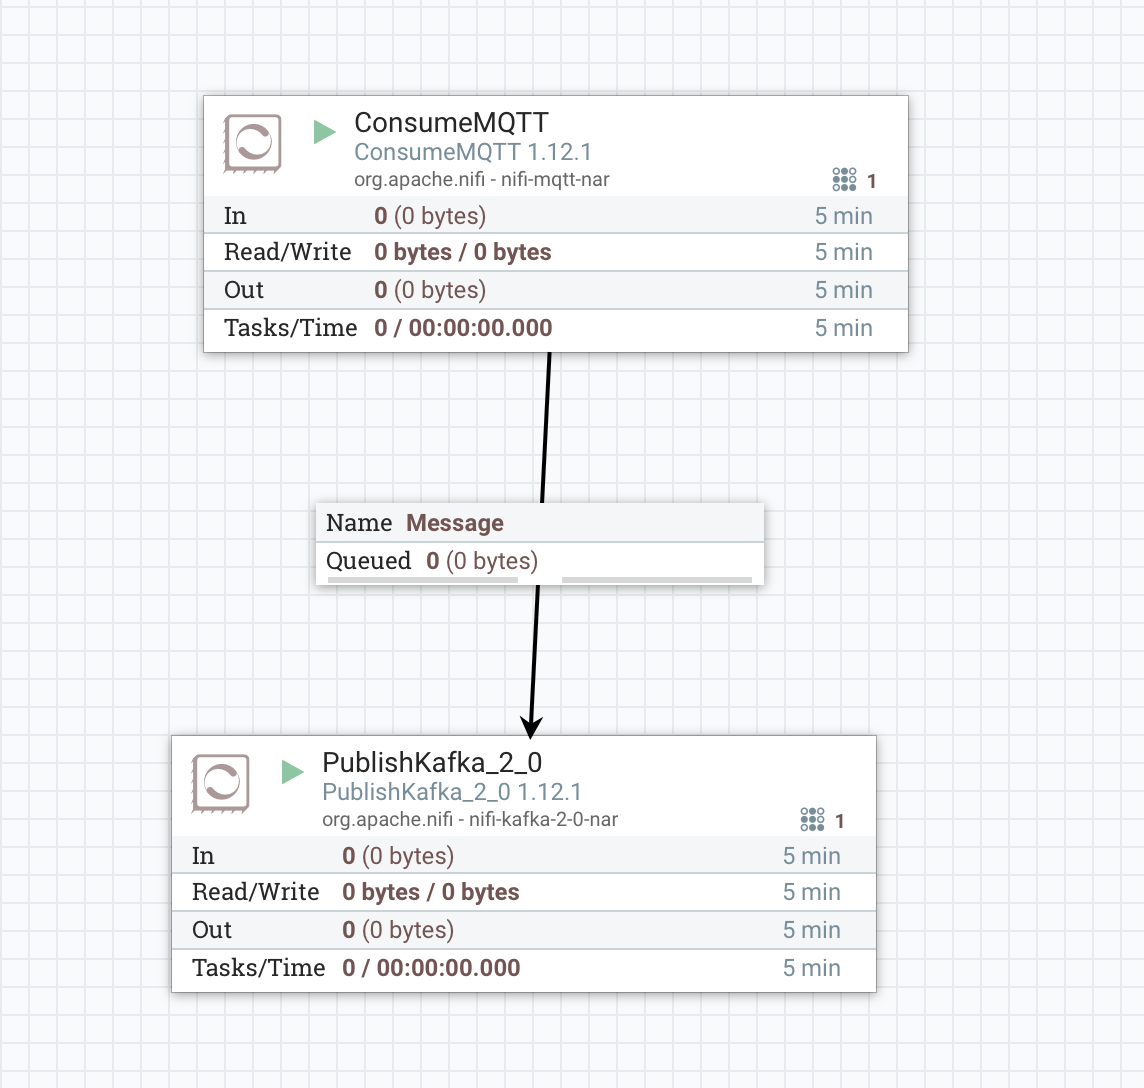 ConsumeMQTT
ConsumeMQTT 1.12.1
org.apache.nifi - nifi-mqtt-nar
1
In 0 (0 bytes) 5 min
Read/Write 0 bytes / 0 bytes 5 min
Out 0 (0 bytes) 5 min
Tasks/Time 0 / 00:00:00.000 5 min
Name Message
Queued 0 (0 bytes)
PublishKafka_2_0
PublishKafka_2_0 1.12.1
org.apache.nifi - nifi-kafka-2-0-nar
1
In 0 (0 bytes) 5 min
Read/Write 0 bytes / 0 bytes 5 min
Out 0 (0 bytes) 5 min
Tasks/Time 0 / 00:00:00.000 5 min